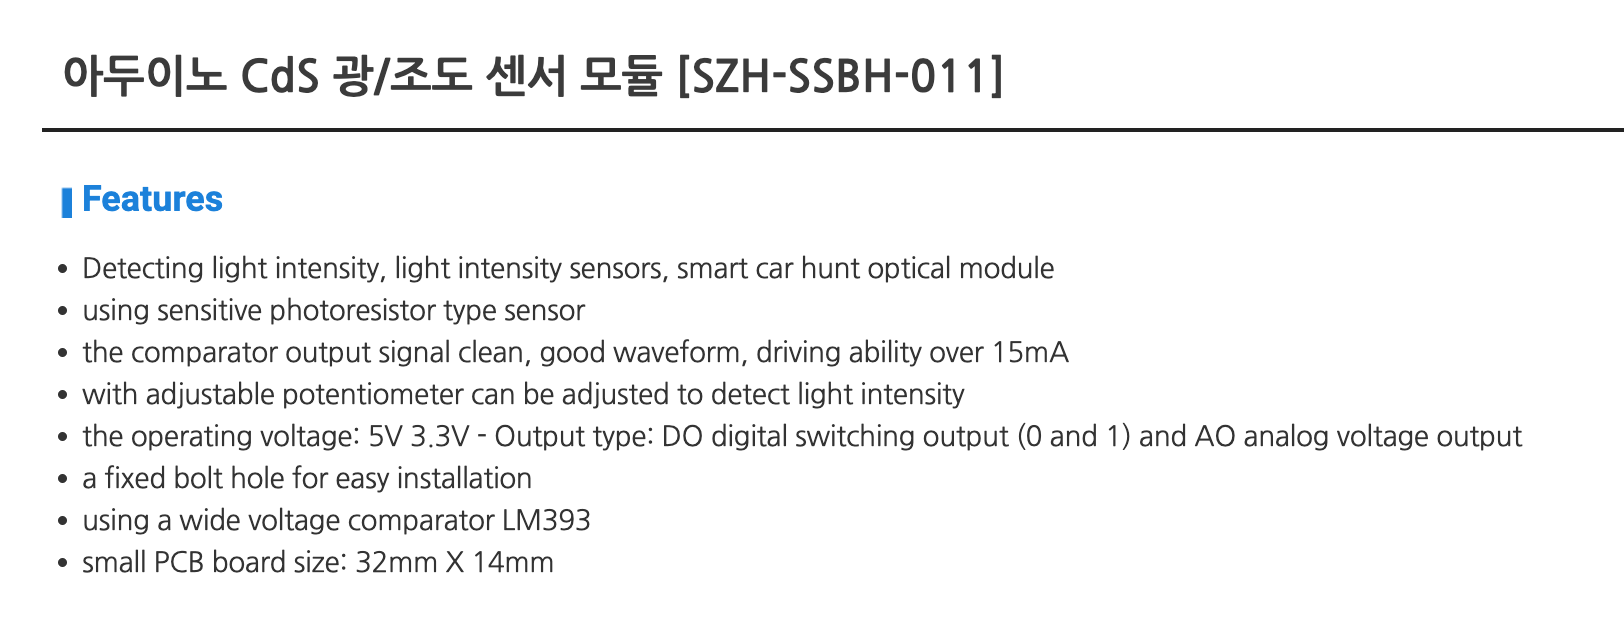 아두이노 CdS 광/조도 센서 모듈 [SZH-SSBH-011]
Features
• Detecting light intensity, light intensity sensors, smart car hunt optical module
• using sensitive photoresistor type sensor
• the comparator output signal clean, good waveform, driving ability over 15mA
• with adjustable potentiometer can be adjusted to detect light intensity
• the operating voltage: 5V 3.3V - Output type: DO digital switching output (0 and 1) and AO analog voltage output
• a fixed bolt hole for easy installation
• using a wide voltage comparator LM393
• small PCB board size: 32mm X 14mm